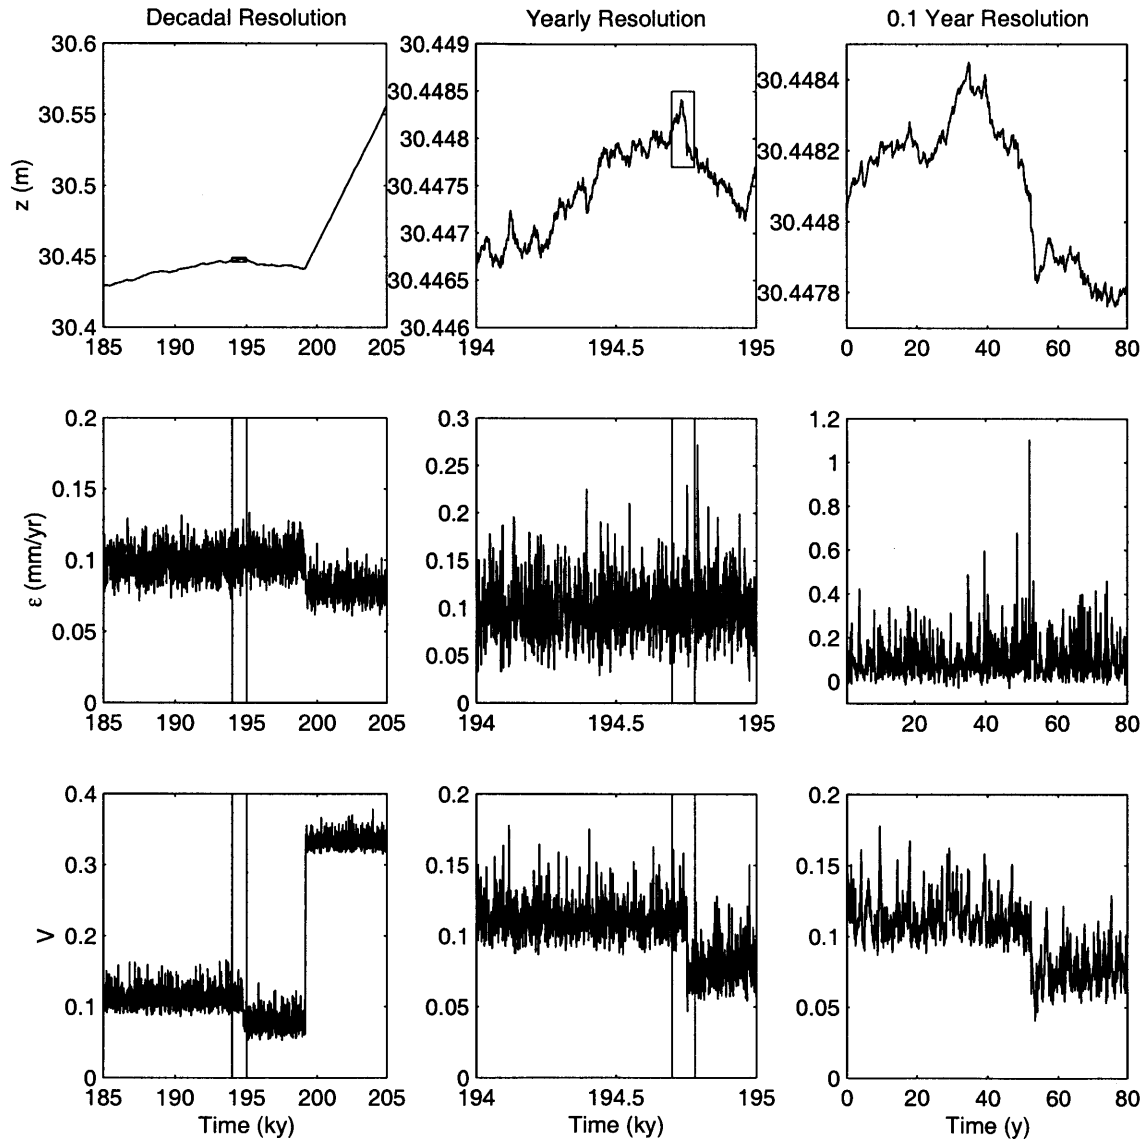 Decadal Resolution
Yearly Resolution
0.1 Year Resolution
z (m)
30.6
30.55
30.5
30.45
30.4
185 190 195 200 205
30.449
30.4485
30.448
30.4475
30.447
30.4465
30.446
194 194.5 195
30.4484
30.4482
30.448
30.4478
0 20 40 60 80
ε (mm/yr)
0.2
0.15
0.1
0.05
0
185 190 195 200 205
0.3
0.25
0.2
0.15
0.1
0.05
0
194 194.5 195
1.2
1
0.8
0.6
0.4
0.2
0
20 40 60 80
V
0.4
0.3
0.2
0.1
0
185 190 195 200 205
Time (ky)
0.2
0.15
0.1
0.05
0
194 194.5 195
Time (ky)
0.2
0.15
0.1
0.05
0
0 20 40 60 80
Time (y)